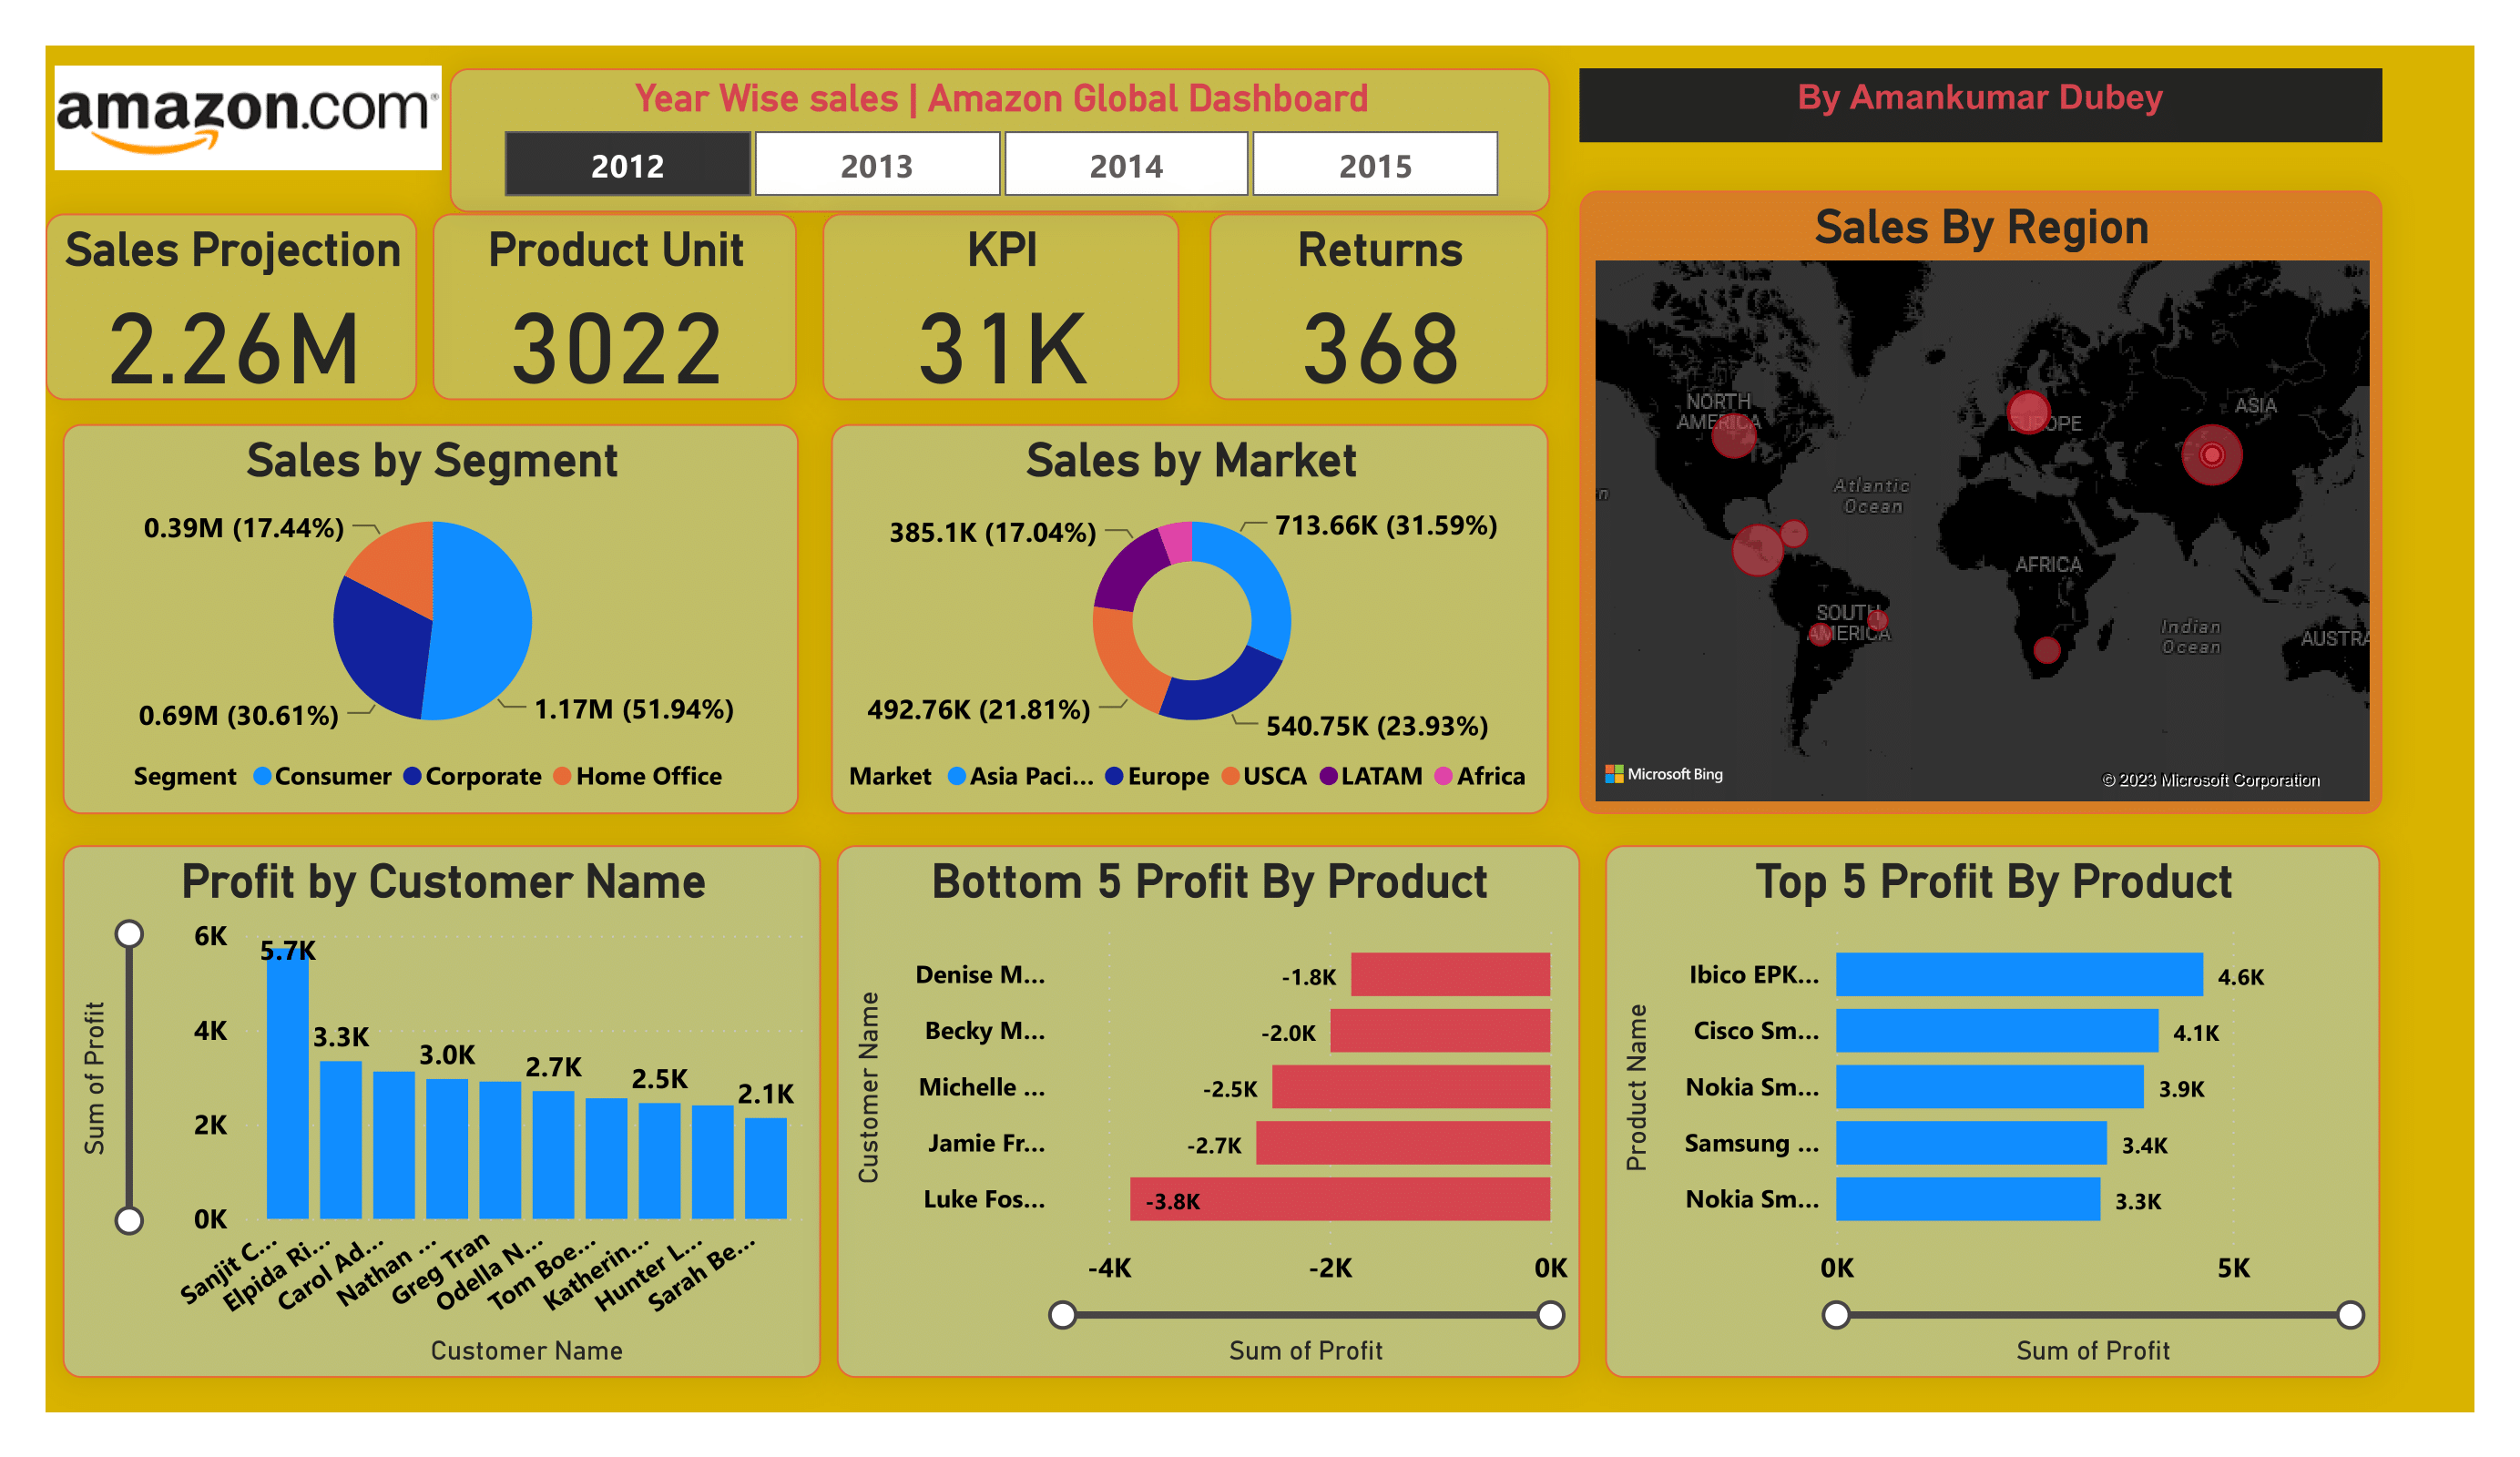 amazon.com®
Year Wise sales | Amazon Global Dashboard
2012 2013 2014 2015
By Amankumar Dubey
Sales Projection
2.26M
Product Unit
3022
KPI
31K
Returns
368
Sales By Region
NORTH
AMERICA
EUROPE
ASIA
Atlantic
Ocean
AFRICA
SOUTH
AMERICA
Indian
Ocean
AUSTRA
Microsoft Bing
© 2023 Microsoft Corporation
Sales by Segment
0.39M (17.44%)
0.69M (30.61%)
1.17M (51.94%)
Segment Consumer Corporate Home Office
Sales by Market
385.1K (17.04%)
713.66K (31.59%)
492.76K (21.81%)
540.75K (23.93%)
Market Asia Paci... Europe USCA LATAM Africa
Profit by Customer Name
Sum of Profit
6K
4K
2K
0K
5.7K
3.3K
3.0K
2.7K
2.5K
2.1K
Sanjit C...
Elpida Ri...
Carol Ad...
Nathan ...
Greg Tran
Odella N...
Tom Boe...
Katherin...
Hunter L...
Sarah Be...
Customer Name
Bottom 5 Profit By Product
Customer Name
Denise M... -1.8K
Becky M... -2.0K
Michelle ... -2.5K
Jamie Fr... -2.7K
Luke Fos... -3.8K
-4K -2K 0K
Sum of Profit
Top 5 Profit By Product
Product Name
Ibico EPK... 4.6K
Cisco Sm... 4.1K
Nokia Sm... 3.9K
Samsung ... 3.4K
Nokia Sm... 3.3K
0K 5K
Sum of Profit